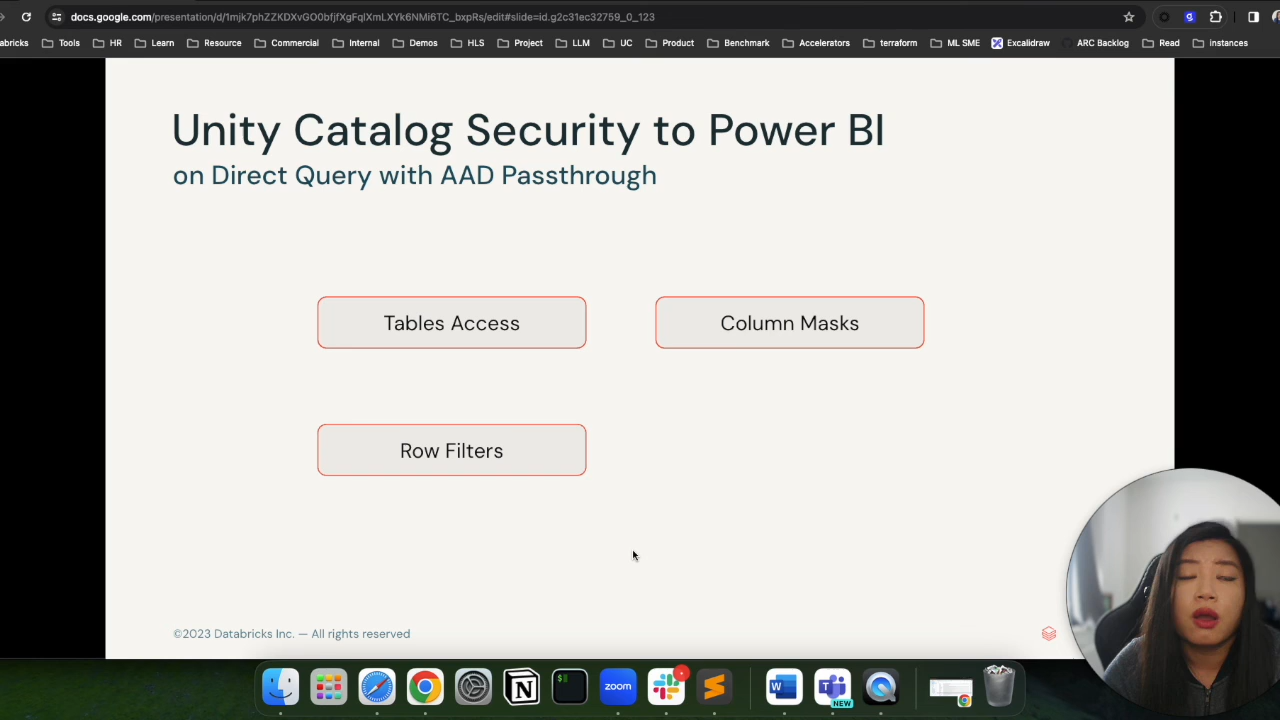 docs.google.com/presentation/d/1mjk7phZZKDXvGO0bfjfXgFqlXmLXYk6NMi6TC_bxpRs/edit#slide=id.g2c31ec32759_0_123
abricks Tools HR Learn Resource Commercial Internal Demos HLS Project LLM UC Product Benchmark Accelerators terraform ML SME Excalidraw ARC Backlog Read instances
Unity Catalog Security to Power BI
on Direct Query with AAD Passthrough
Tables Access
Column Masks
Row Filters
©2023 Databricks Inc. — All rights reserved
zoom
NEW